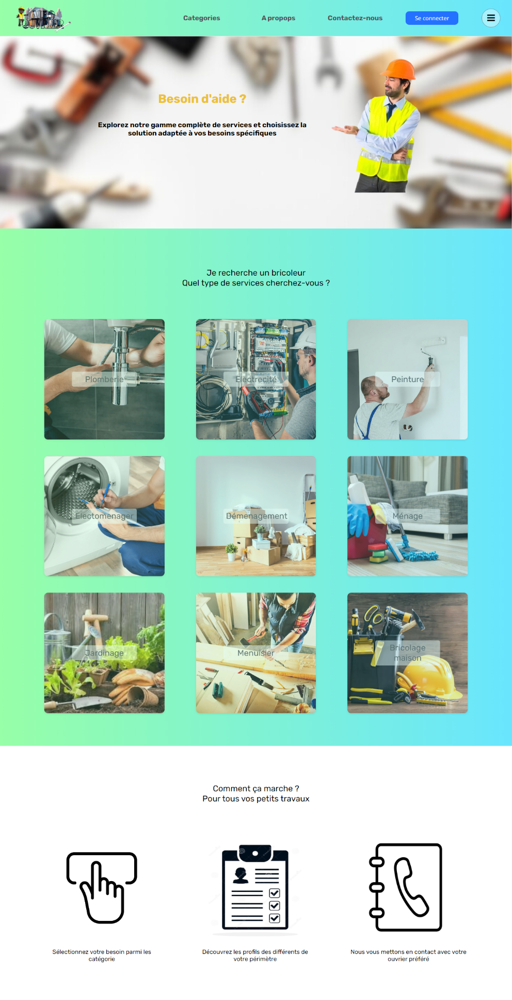 ALLO
OUVRIER
Categories
A propops
Contactez-nous
Se connecter
Besoin d'aide ?
Explorez notre gamme complète de services et choisissez la
solution adaptée à vos besoins spécifiques
Je recherche un bricoleur
Quel type de services cherchez-vous ?
Plomberie
Electrecité
Peinture
Electomenager
Déménagement
Ménage
Jardinage
Menuisier
Bricolage
maison
Comment ça marche ?
Pour tous vos petits travaux
Sélectionnez votre besoin parmi les
catégorie
Découvrez les profils des différents de
votre périmètre
Nous vous mettons en contact avec votre
ouvrier préféré